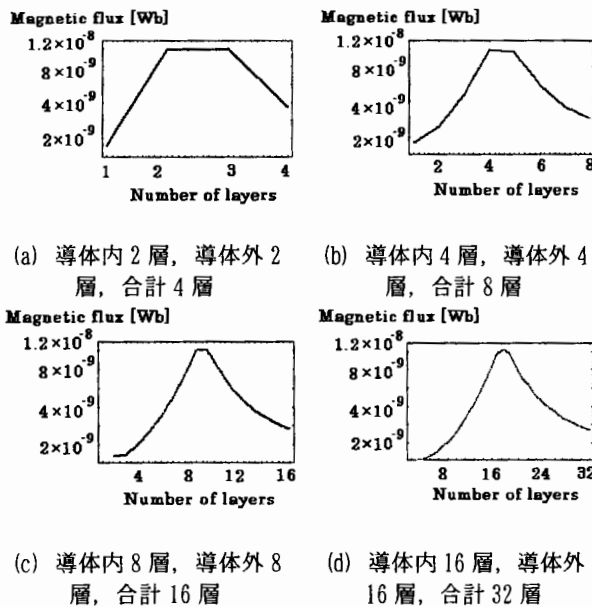 Magnetic flux [Wb]
1.2×10⁻⁸
8×10⁻⁹
4×10⁻⁹
2×10⁻⁹
1 2 3 4
Number of layers
(a) 導体内 2 層, 導体外 2
層, 合計 4 層
Magnetic flux [Wb]
1.2×10⁻⁸
8×10⁻⁹
4×10⁻⁹
2×10⁻⁹
2 4 6 8
Number of layers
(b) 導体内 4 層, 導体外 4
層, 合計 8 層
Magnetic flux [Wb]
1.2×10⁻⁸
8×10⁻⁹
4×10⁻⁹
2×10⁻⁹
4 8 12 16
Number of layers
(c) 導体内 8 層, 導体外 8
層, 合計 16 層
Magnetic flux [Wb]
1.2×10⁻⁸
8×10⁻⁹
4×10⁻⁹
2×10⁻⁹
8 16 24 32
Number of layers
(d) 導体内 16 層, 導体外
16 層, 合計 32 層